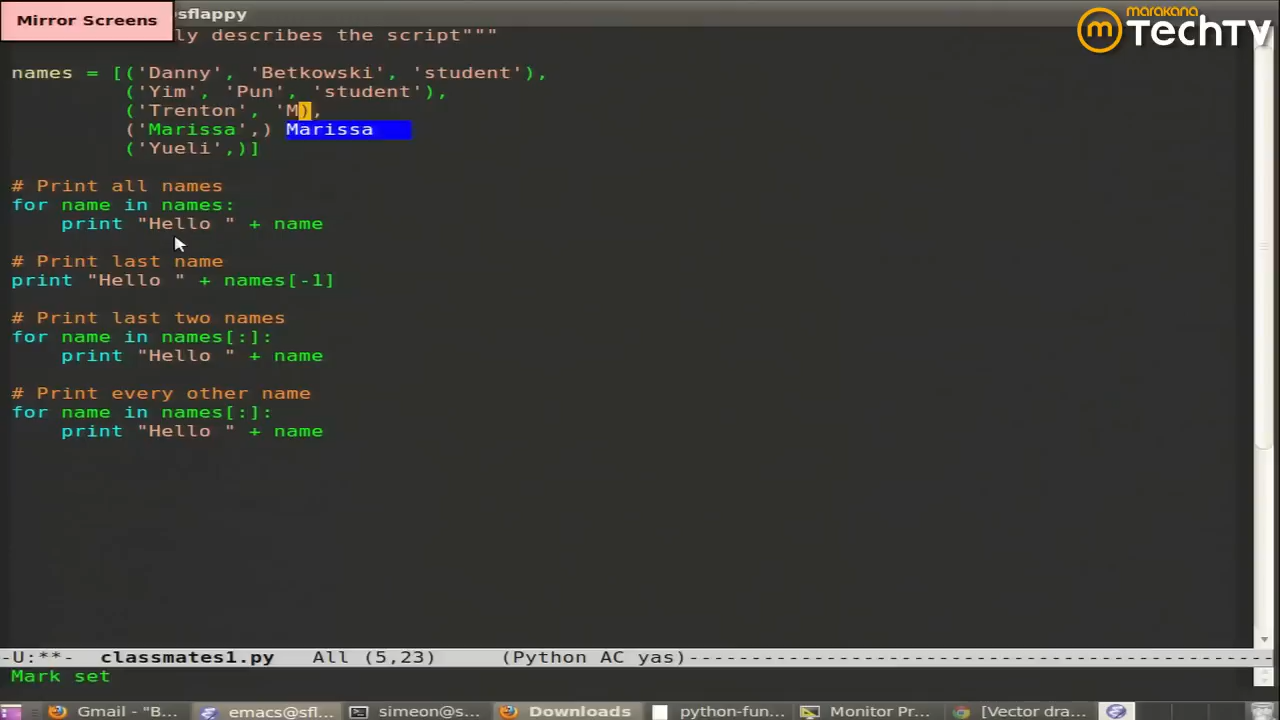 Mirror Screens
sflappy
marakana
TechTV
ly describes the script"""
names = [('Danny', 'Betkowski', 'student'),
('Yim', 'Pun', 'student'),
('Trenton', 'M),
('Marissa',) Marissa
('Yueli',)]
# Print all names
for name in names:
print "Hello " + name
# Print last name
print "Hello " + names[-1]
# Print last two names
for name in names[:]:
print "Hello " + name
# Print every other name
for name in names[:]:
print "Hello " + name
-U:**- classmates1.py All (5,23) (Python AC yas)------------------------------------------------
Mark set
Gmail - "B... emacs@sfl... simeon@s... Downloads python-fun... Monitor Pr... [Vector dra...